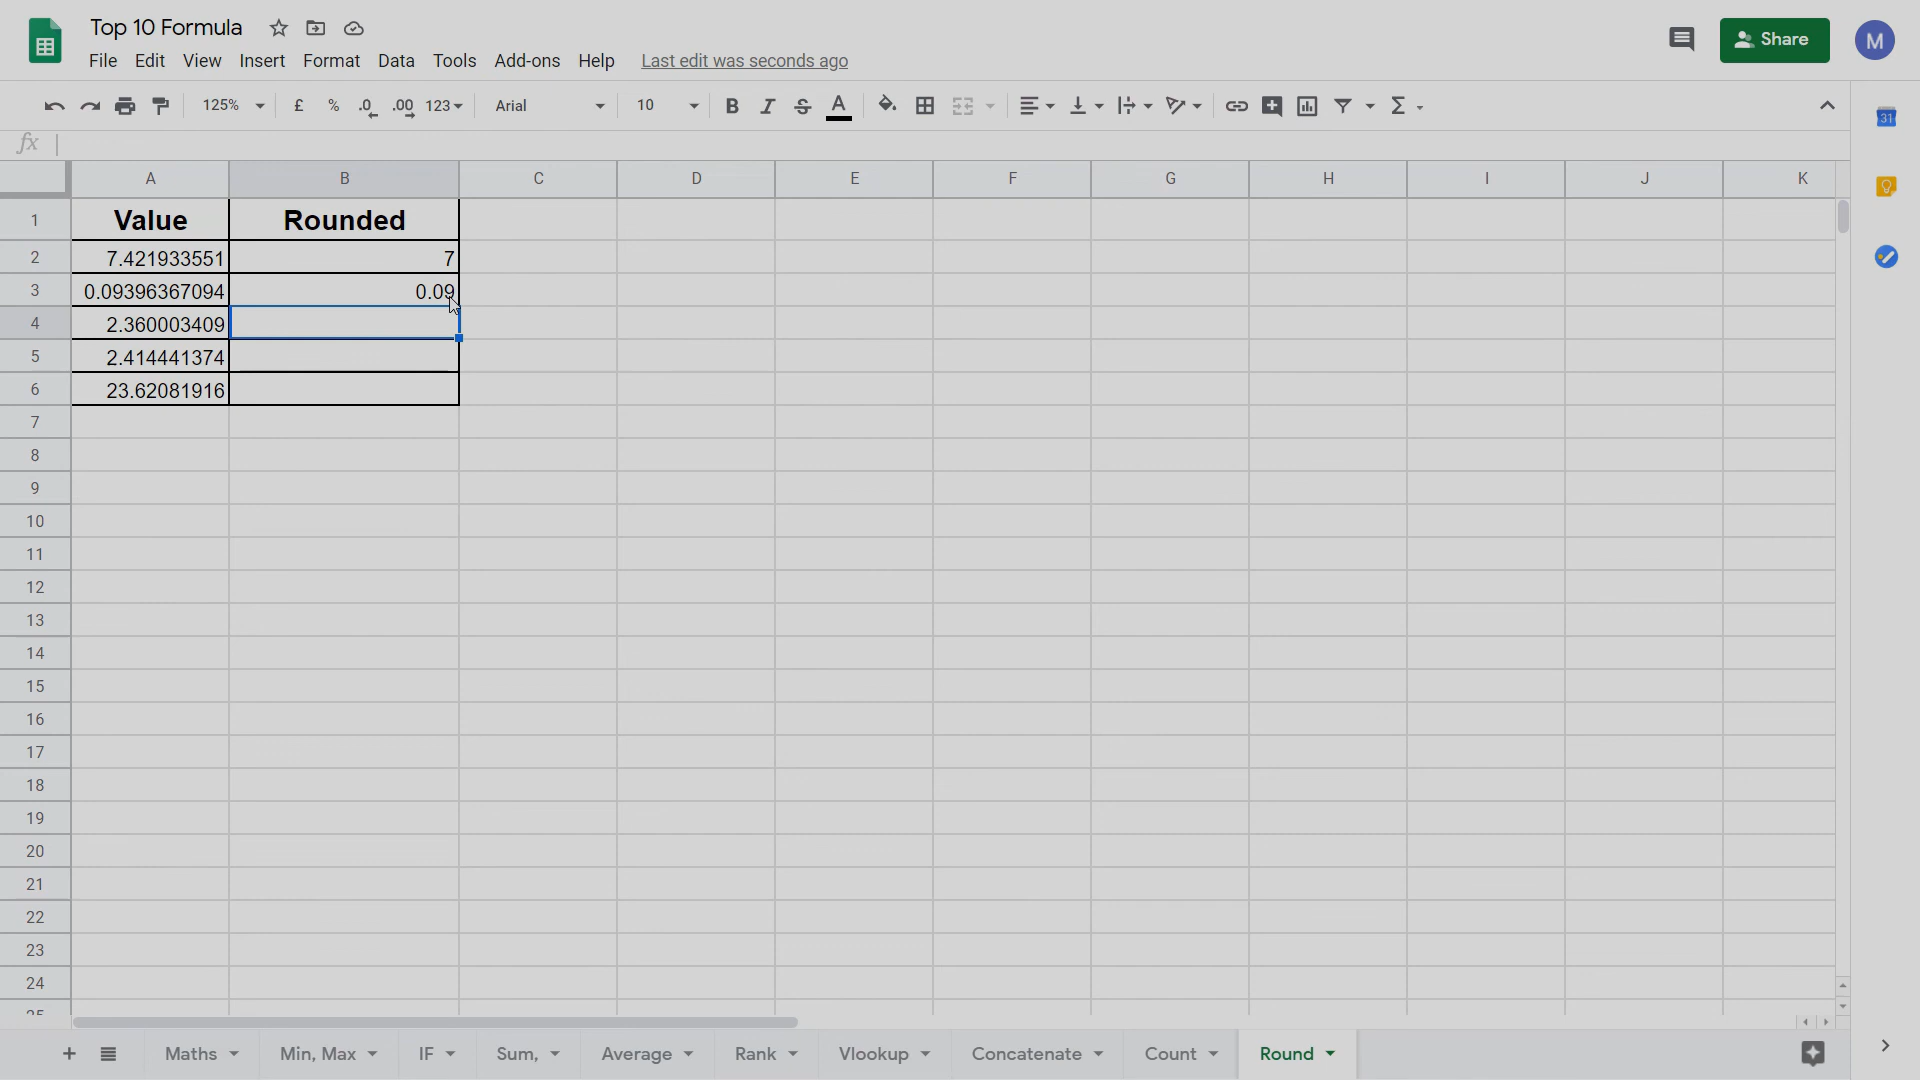 Top 10 Formula
File Edit View Insert Format Data Tools Add-ons Help Last edit was seconds ago
Share
M
125% £ % .0 .00 123 Arial 10 B I S A Σ
31
fx
A B C D E F G H I J K
1 Value Rounded
2 7.421933551 7
3 0.09396367094 0.09
4 2.360003409
5 2.414441374
6 23.62081916
7
8
9
10
11
12
13
14
15
16
17
18
19
20
21
22
23
24
25
+ Maths Min, Max IF Sum, Average Rank Vlookup Concatenate Count Round